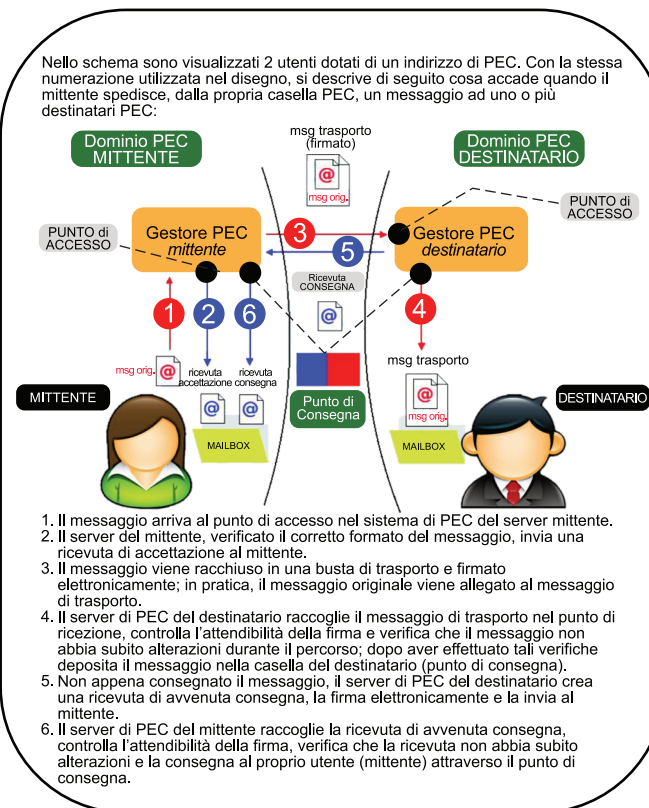 Nello schema sono visualizzati 2 utenti dotati di un indirizzo di PEC. Con la stessa
numerazione utilizzata nel disegno, si descrive di seguito cosa accade quando il
mittente spedisce, dalla propria casella PEC, un messaggio ad uno o più
destinatari PEC:
Dominio PEC
MITTENTE
msg trasporto
(firmato)
@
msg orig.
Dominio PEC
DESTINATARIO
PUNTO di
ACCESSO
PUNTO di
ACCESSO
Gestore PEC
mittente
3
5
Gestore PEC
destinatario
Ricevuta
CONSEGNA
@
1
2
6
4
msg orig.
@
ricevuta
accettazione
@
ricevuta
consegna
@
MAILBOX
MITTENTE
Punto di
Consegna
msg trasporto
@
msg orig.
MAILBOX
DESTINATARIO
1. Il messaggio arriva al punto di accesso nel sistema di PEC del server mittente.
2. Il server del mittente, verificato il corretto formato del messaggio, invia una
ricevuta di accettazione al mittente.
3. Il messaggio viene racchiuso in una busta di trasporto e firmato
elettronicamente; in pratica, il messaggio originale viene allegato al messaggio
di trasporto.
4. Il server di PEC del destinatario raccoglie il messaggio di trasporto nel punto di
ricezione, controlla l’attendibilità della firma e verifica che il messaggio non
abbia subito alterazioni durante il percorso; dopo aver effettuato tali verifiche
deposita il messaggio nella casella del destinatario (punto di consegna).
5. Non appena consegnato il messaggio, il server di PEC del destinatario crea
una ricevuta di avvenuta consegna, la firma elettronicamente e la invia al
mittente.
6. Il server di PEC del mittente raccoglie la ricevuta di avvenuta consegna,
controlla l’attendibilità della firma, verifica che la ricevuta non abbia subito
alterazioni e la consegna al proprio utente (mittente) attraverso il punto di
consegna.